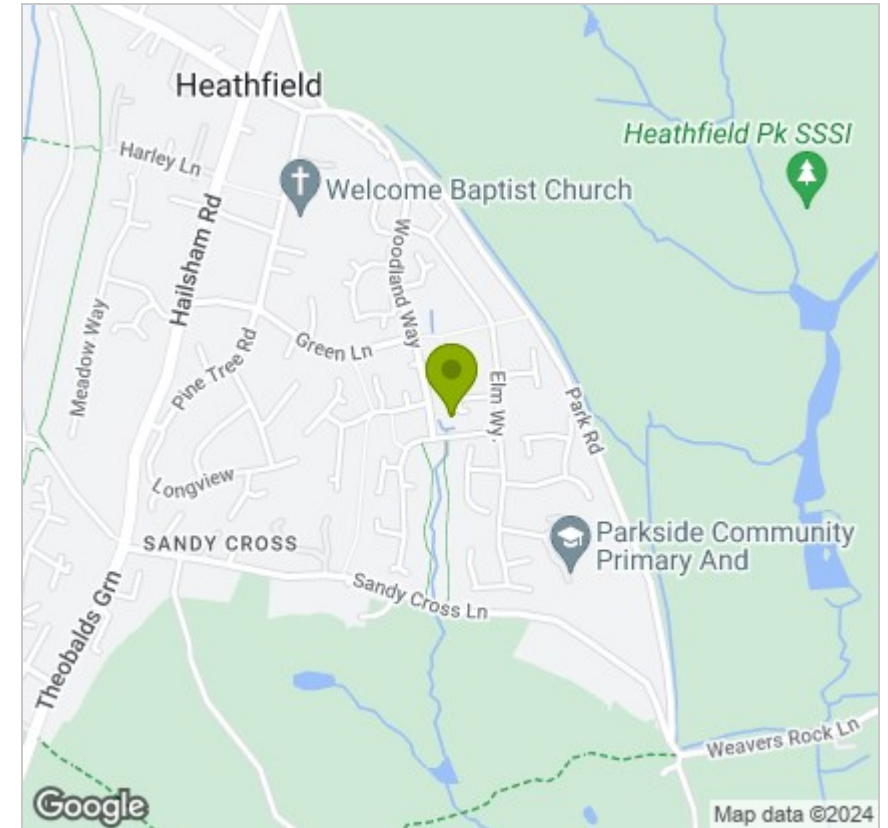 Heathfield
Heathfield Pk SSSI
Harley Ln
Welcome Baptist Church
Hailsham Rd
Woodland Way
Meadow Way
Pine Tree Rd
Green Ln
Elm Wy.
Park Rd
Longview
SANDY CROSS
Parkside Community
Primary And
Sandy Cross Ln
Theobalds Grn
Weavers Rock Ln
Google
Map data ©2024